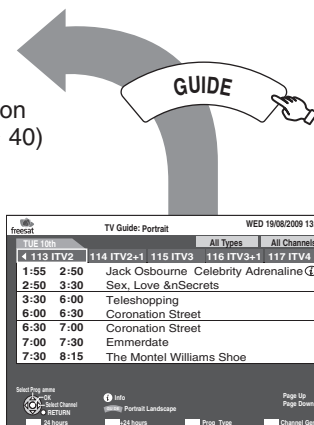 on
40)
GUIDE
freesat
TV Guide: Portrait
WED 19/08/2009 13
TUE 10th
All Types
All Channels
113 ITV2
114 ITV2+1
115 ITV3
116 ITV3+1
117 ITV4
1:55 2:50 Jack Osbourne Celebrity Adrenaline
2:50 3:30 Sex, Love &nSecrets
3:30 6:00 Teleshopping
6:00 6:30 Coronation Street
6:30 7:00 Coronation Street
7:00 7:30 Emmerdate
7:30 8:15 The Montel Williams Shoe
Select Prog amme
OK
Select Channel
RETURN
i Info
Portrait Landscape
Page Up
Page Down
24 hours
+24 hours
Prog Type
Channel Gen